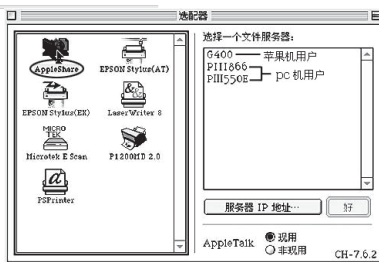 选配器
选择一个文件服务器:
G400 苹果机用户
PIII866
PIII550E pc 机用户
AppleShare
EPSON Stylus(AT)
EPSON Stylus(EX)
LaserWriter 8
MICRO
TEK
Microtek E Scan
P1200MD 2.0
a
PSPrinter
服务器 IP 地址…
好
AppleTalk
现用
非现用
CH-7.6.2